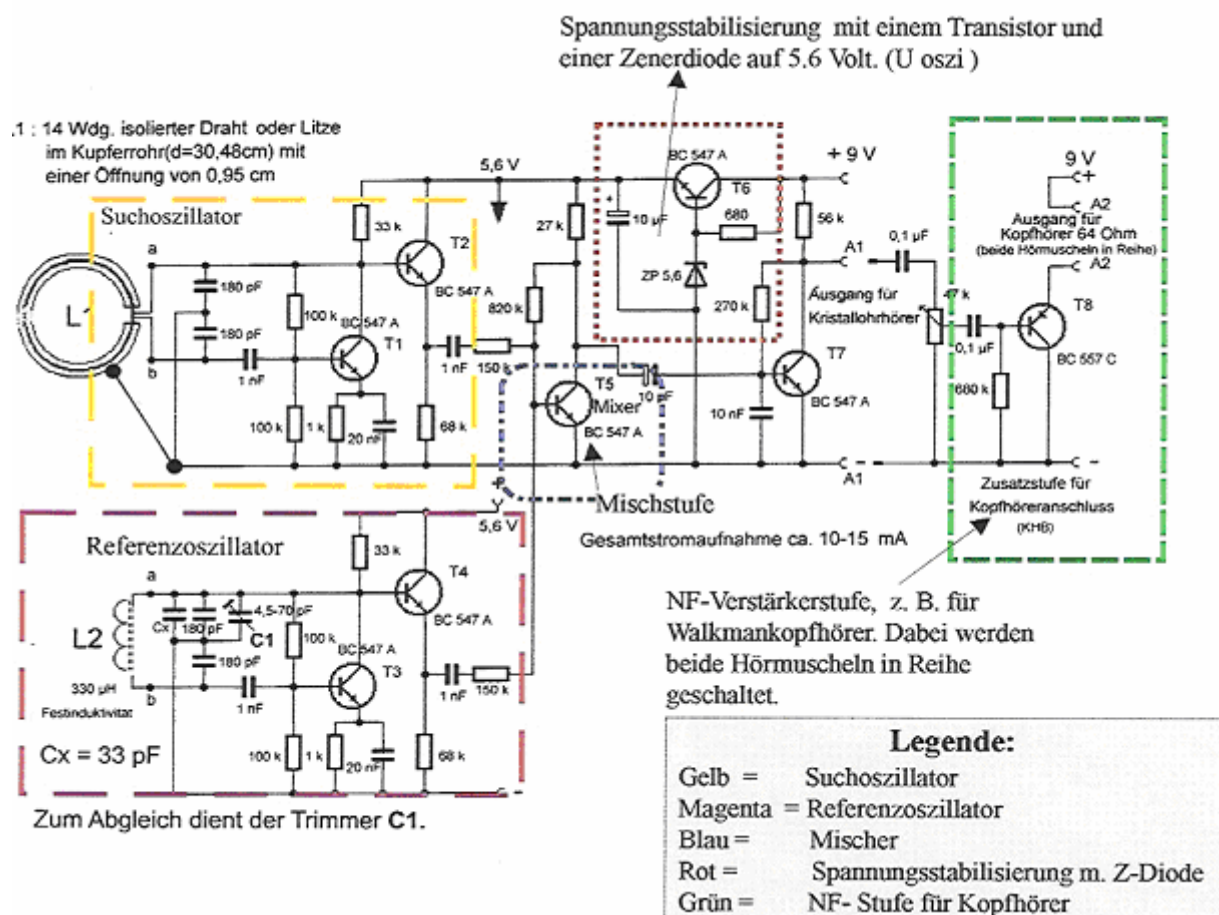 Spannungsstabilisierung mit einem Transistor und
einer Zenerdiode auf 5.6 Volt. (U oszi )
.1 : 14 Wdg. isolierter Draht oder Litze
im Kupferrohr(d=30,48cm) mit
einer Öffnung von 0,95 cm
Suchoszillator
5,6 V
BC 547 A
T6
+ 9 V
9 V
+
A2
Ausgang für
Kopfhörer 64 Ohm
(beide Hörmuscheln in Reihe)
A2
a
33 k
T2
BC 547 A
27 k
+
10 µF
680
56 k
A1
0,1 µF
L1
180 pF
180 pF
100 k
BC 547 A
T1
820 k
ZP 5,6
270 k
Ausgang für
Kristallohrhörer
47 k
T8
BC 557 C
b
1 nF
1 nF
150 k
T5
Mixer
BC 547 A
10 pF
T7
BC 547 A
0,1 µF
680 k
100 k
1 k
20 nF
68 k
10 nF
A1
-
-
+
5,6 V
Mischstufe
Zusatzstufe für
Kopfhöreranschluss
(KHB)
Gesamtstromaufnahme ca. 10-15 mA
Referenzoszillator
a
33 k
T4
BC 547 A
L2
Cx
180 pF
4,5-70 pF
C1
180 pF
100 k
BC 547 A
T3
330 µH
Festinduktivitat
b
1 nF
1 nF
150 k
Cx = 33 pF
100 k
1 k
20 nF
68 k
-
Zum Abgleich dient der Trimmer C1.
NF-Verstärkerstufe, z. B. für
Walkmankopfhörer. Dabei werden
beide Hörmuscheln in Reihe
geschaltet.
Legende:
Gelb = Suchoszillator
Magenta = Referenzoszillator
Blau = Mischer
Rot = Spannungsstabilisierung m. Z-Diode
Grün = NF- Stufe für Kopfhörer